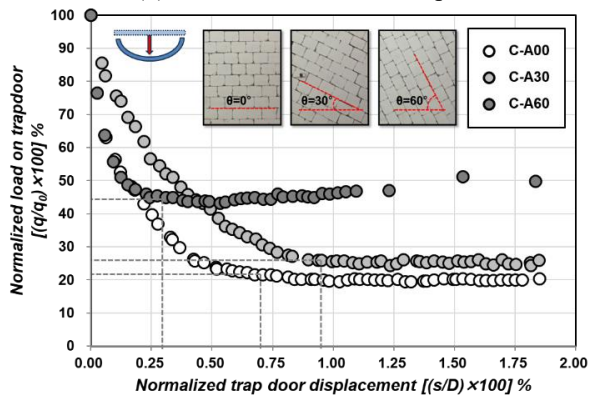 100
90
80
70
60
50
40
30
20
10
0
Normalized load on trapdoor
[(q/q₀)×100] %
θ=0°
θ=30°
θ=60°
C-A00
C-A30
C-A60
0.00 0.25 0.50 0.75 1.00 1.25 1.50 1.75 2.00
Normalized trap door displacement [(s/D)×100] %